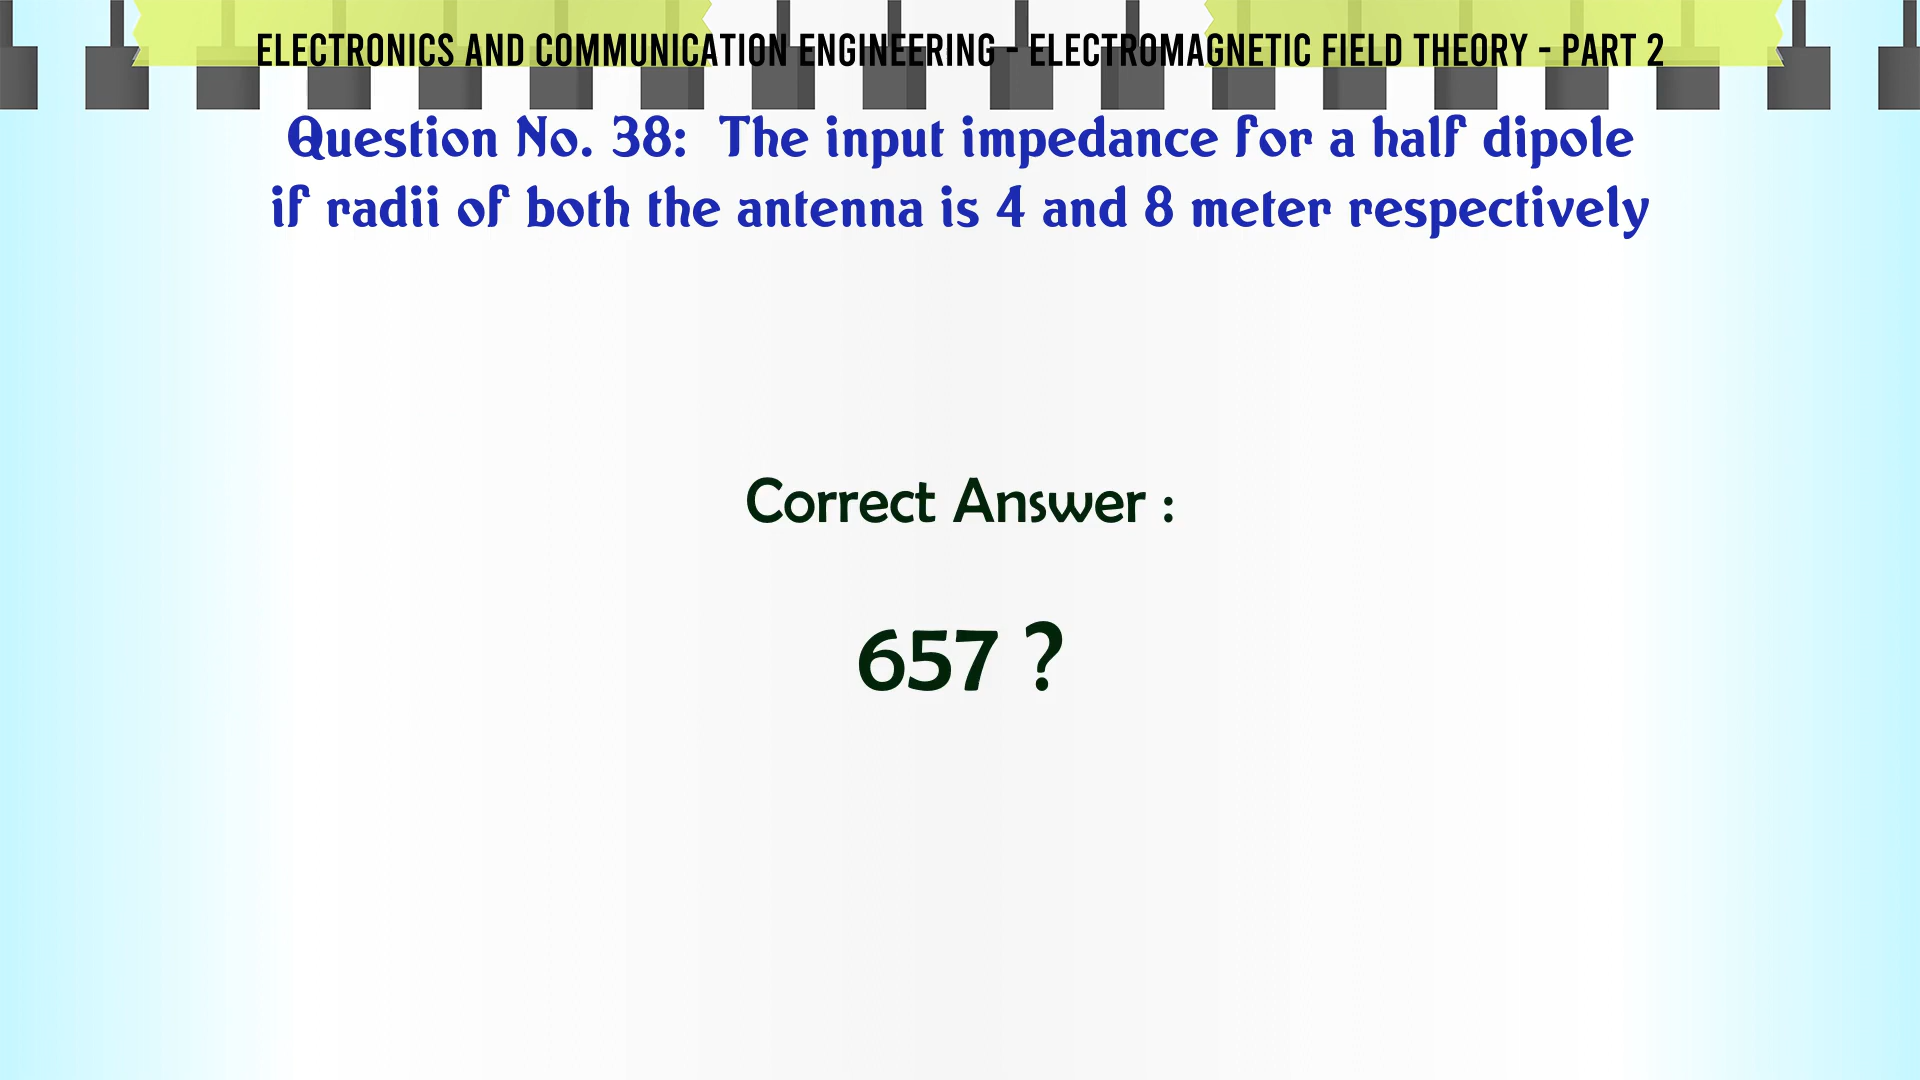 ELECTRONICS AND COMMUNICATION ENGINEERING - ELECTROMAGNETIC FIELD THEORY - PART 2
Question No. 38: The input impedance for a half dipole
if radii of both the antenna is 4 and 8 meter respectively
Correct Answer :
657 ?